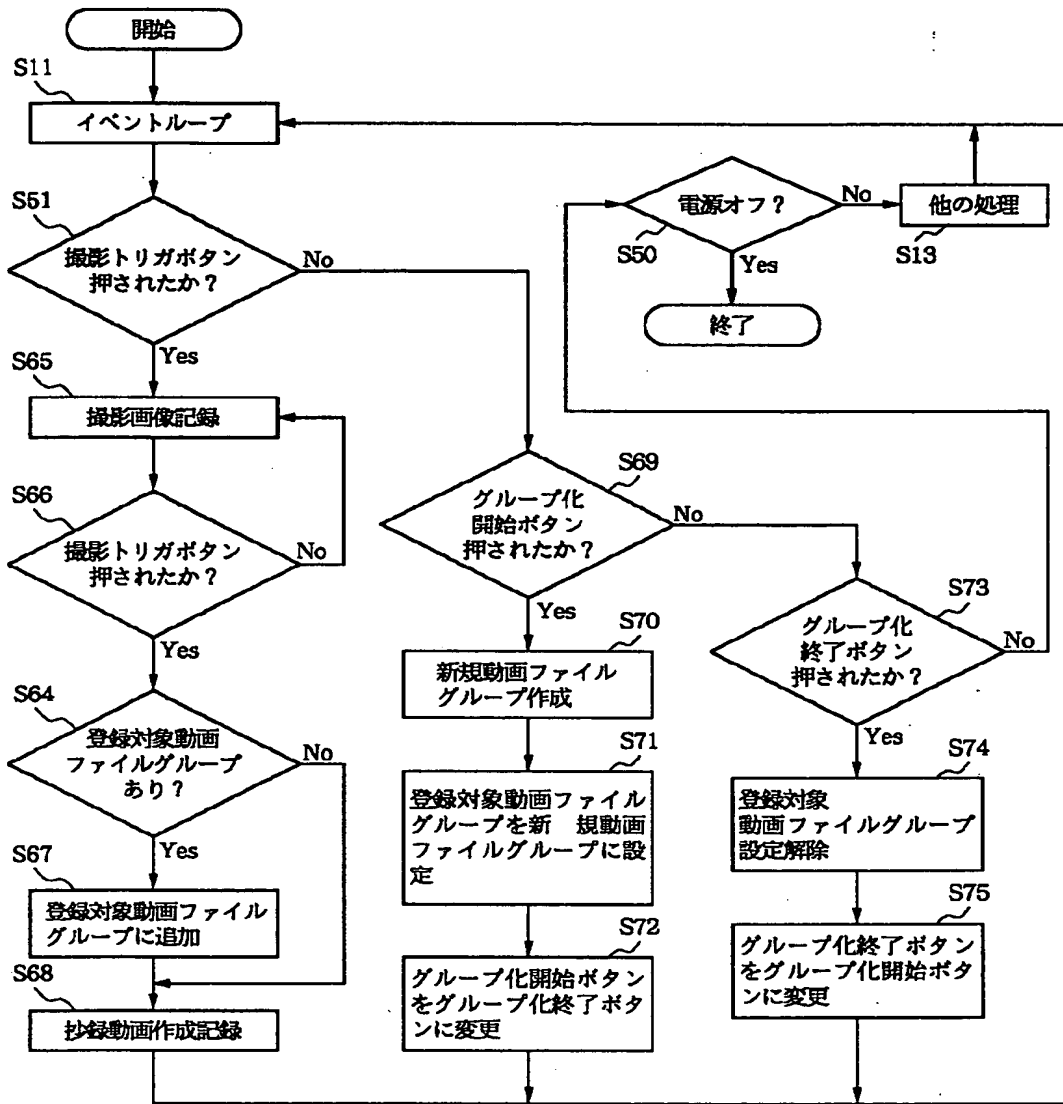 開始
S11
イベントループ
S51
撮影トリガボタン
押されたか？
No
Yes
S65
撮影画像記録
S66
撮影トリガボタン
押されたか？
No
Yes
S64
登録対象動画
ファイルグループ
あり？
No
Yes
S67
登録対象動画ファイル
グループに追加
S68
抄録動画作成記録
S69
グループ化
開始ボタン
押されたか？
No
Yes
S70
新規動画ファイル
グループ作成
S71
登録対象動画ファイル
グループを新　規動画
ファイルグループに設
定
S72
グループ化開始ボタン
をグループ化終了ボタ
ンに変更
電源オフ？
S50
No
Yes
他の処理
S13
終了
S73
グループ化
終了ボタン
押されたか？
No
Yes
S74
登録対象
動画ファイルグループ
設定解除
S75
グループ化終了ボタン
をグループ化開始ボタ
ンに変更